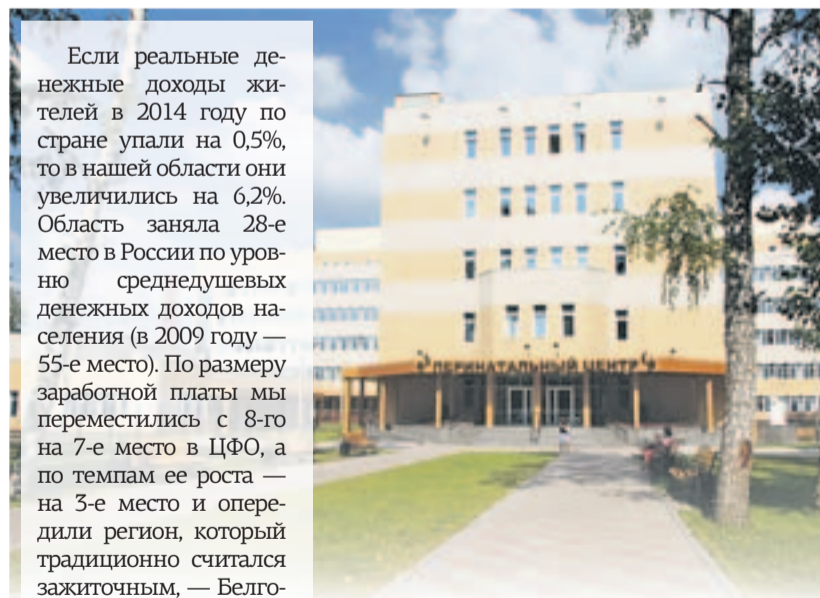 Если реальные де-
нежные доходы жи-
телей в 2014 году по
стране упали на 0,5%,
то в нашей области они
увеличились на 6,2%.
Область заняла 28-е
место в России по уров-
ню среднедушевых
денежных доходов на-
селения (в 2009 году —
55-е место). По размеру
заработной платы мы
переместились с 8-го
на 7-е место в ЦФО, а
по темпам ее роста —
на 3-е место и опере-
дили регион, который
традиционно считался
зажиточным, — Белго-
ПЕРИНАТАЛЬНЫЙ ЦЕНТР